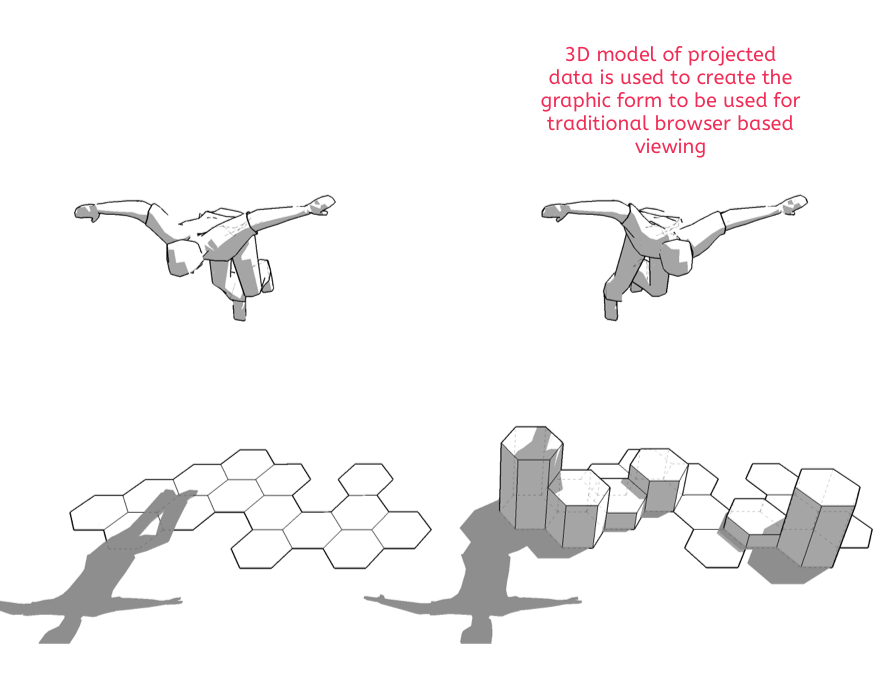 3D model of projected
data is used to create the
graphic form to be used for
traditional browser based
viewing